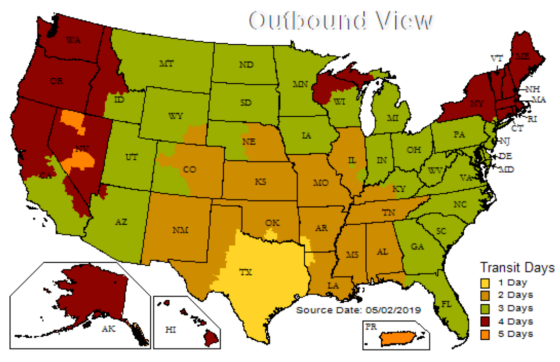 Outbound View
WA
OR
CA
NV
ID
MT
WY
UT
AZ
CO
NM
ND
SD
NE
KS
OK
TX
MN
IA
MO
AR
LA
WI
IL
MI
IN
OH
KY
TN
MS
AL
GA
FL
SC
NC
VA
WV
PA
NY
VT
ME
NH
MA
RI
CT
NJ
DE
MD
AK
HI
PR
Source Date: 05/02/2019
Transit Days
1 Day
2 Days
3 Days
4 Days
5 Days